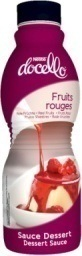 Nestlé
docello
Fruits
rouges
Sauce Dessert
Dessert Sauce